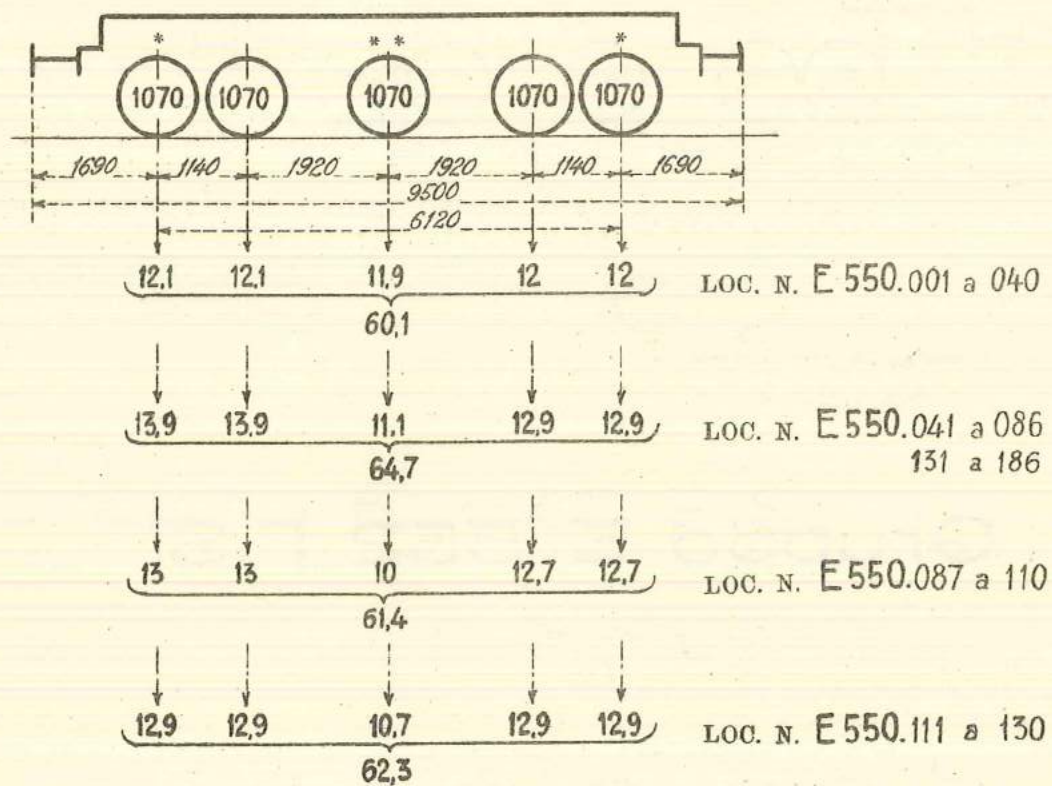 * * * *
1070 1070 1070 1070 1070
1690 1140 1920 1920 1140 1690
9500
6120
12,1 12,1 11,9 12 12 LOC. N. E 550.001 a 040
60,1
13,9 13,9 11,1 12,9 12,9 LOC. N. E 550.041 a 086
64,7 131 a 186
13 13 10 12,7 12,7 LOC. N. E 550.087 a 110
61,4
12,9 12,9 10,7 12,9 12,9 LOC. N. E 550.111 a 130
62,3